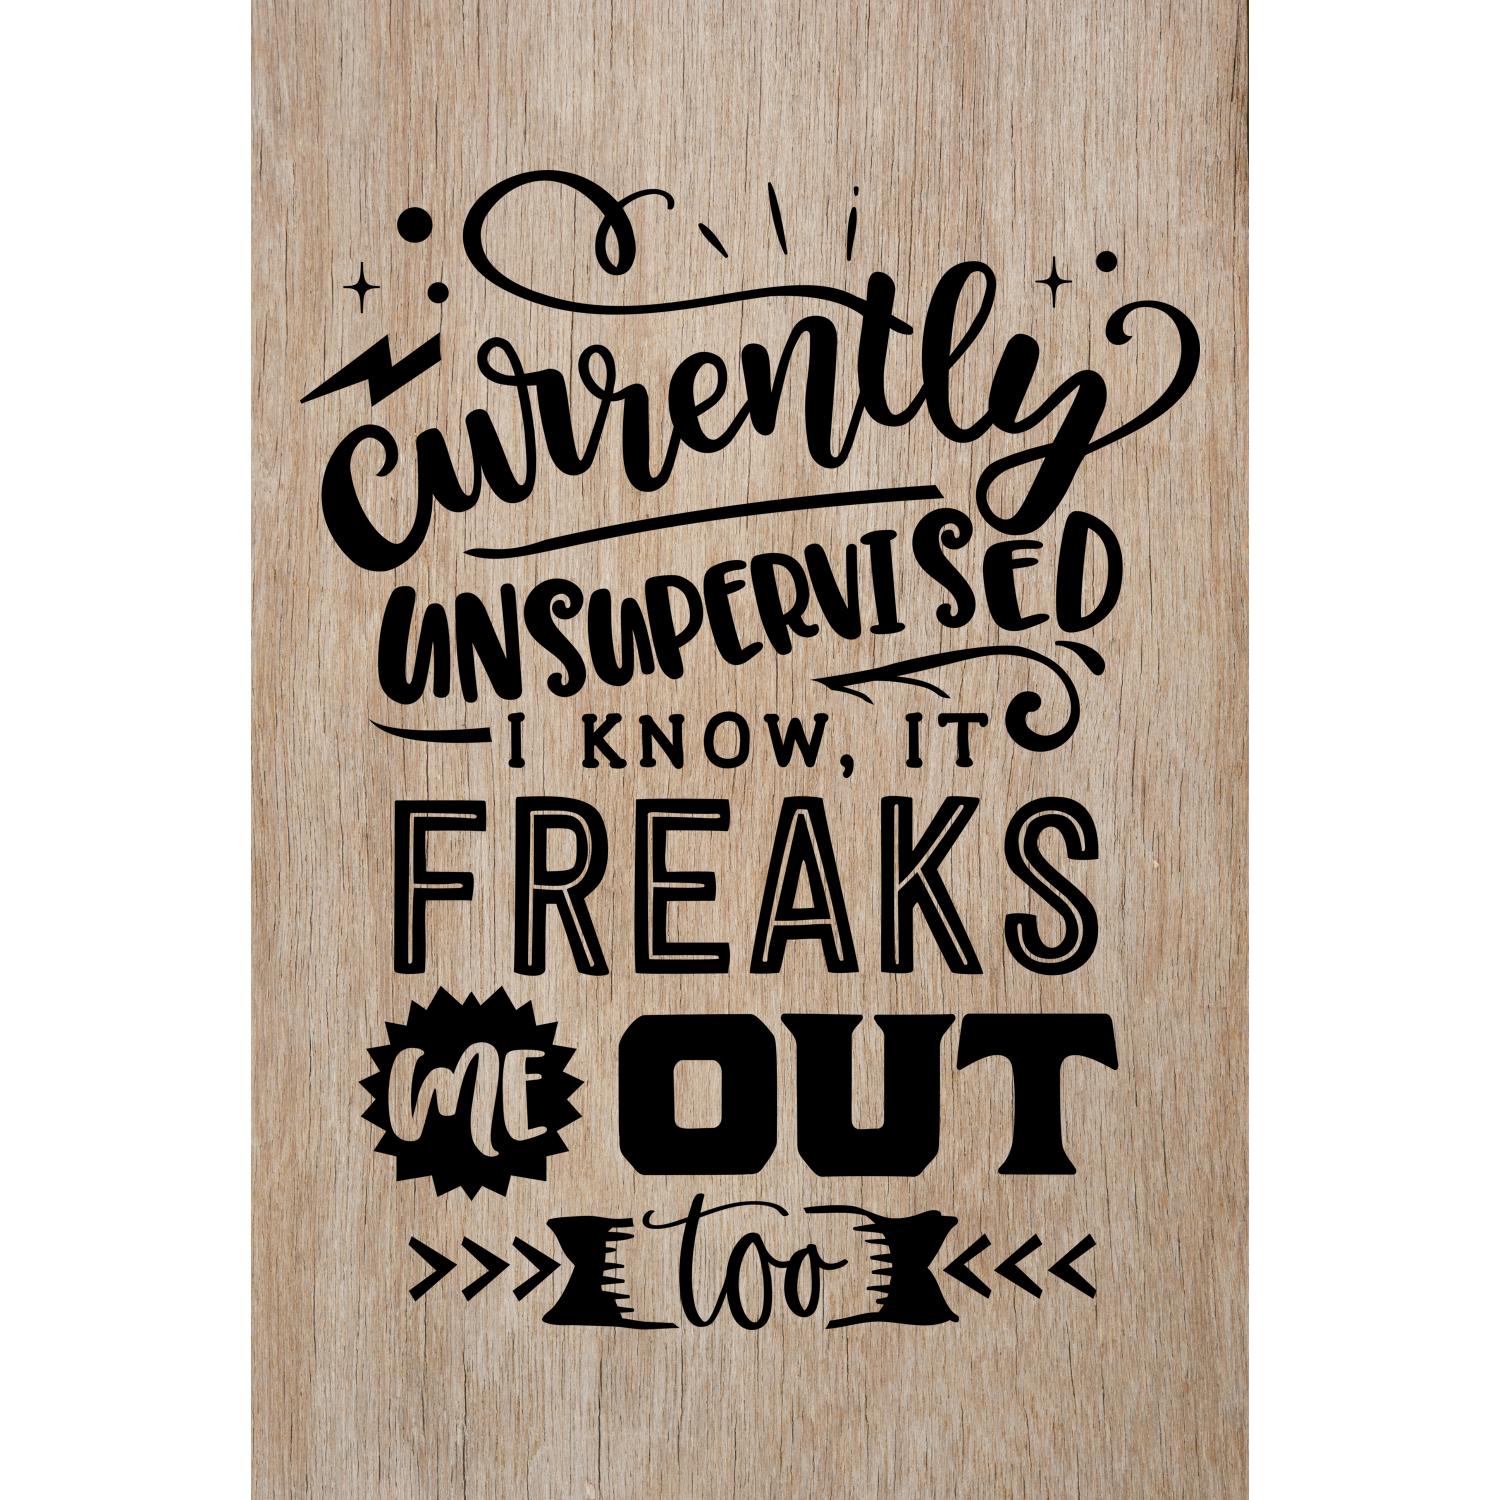 currently
UNSUPERVISED
I KNOW, IT
FREAKS
ME OUT
too